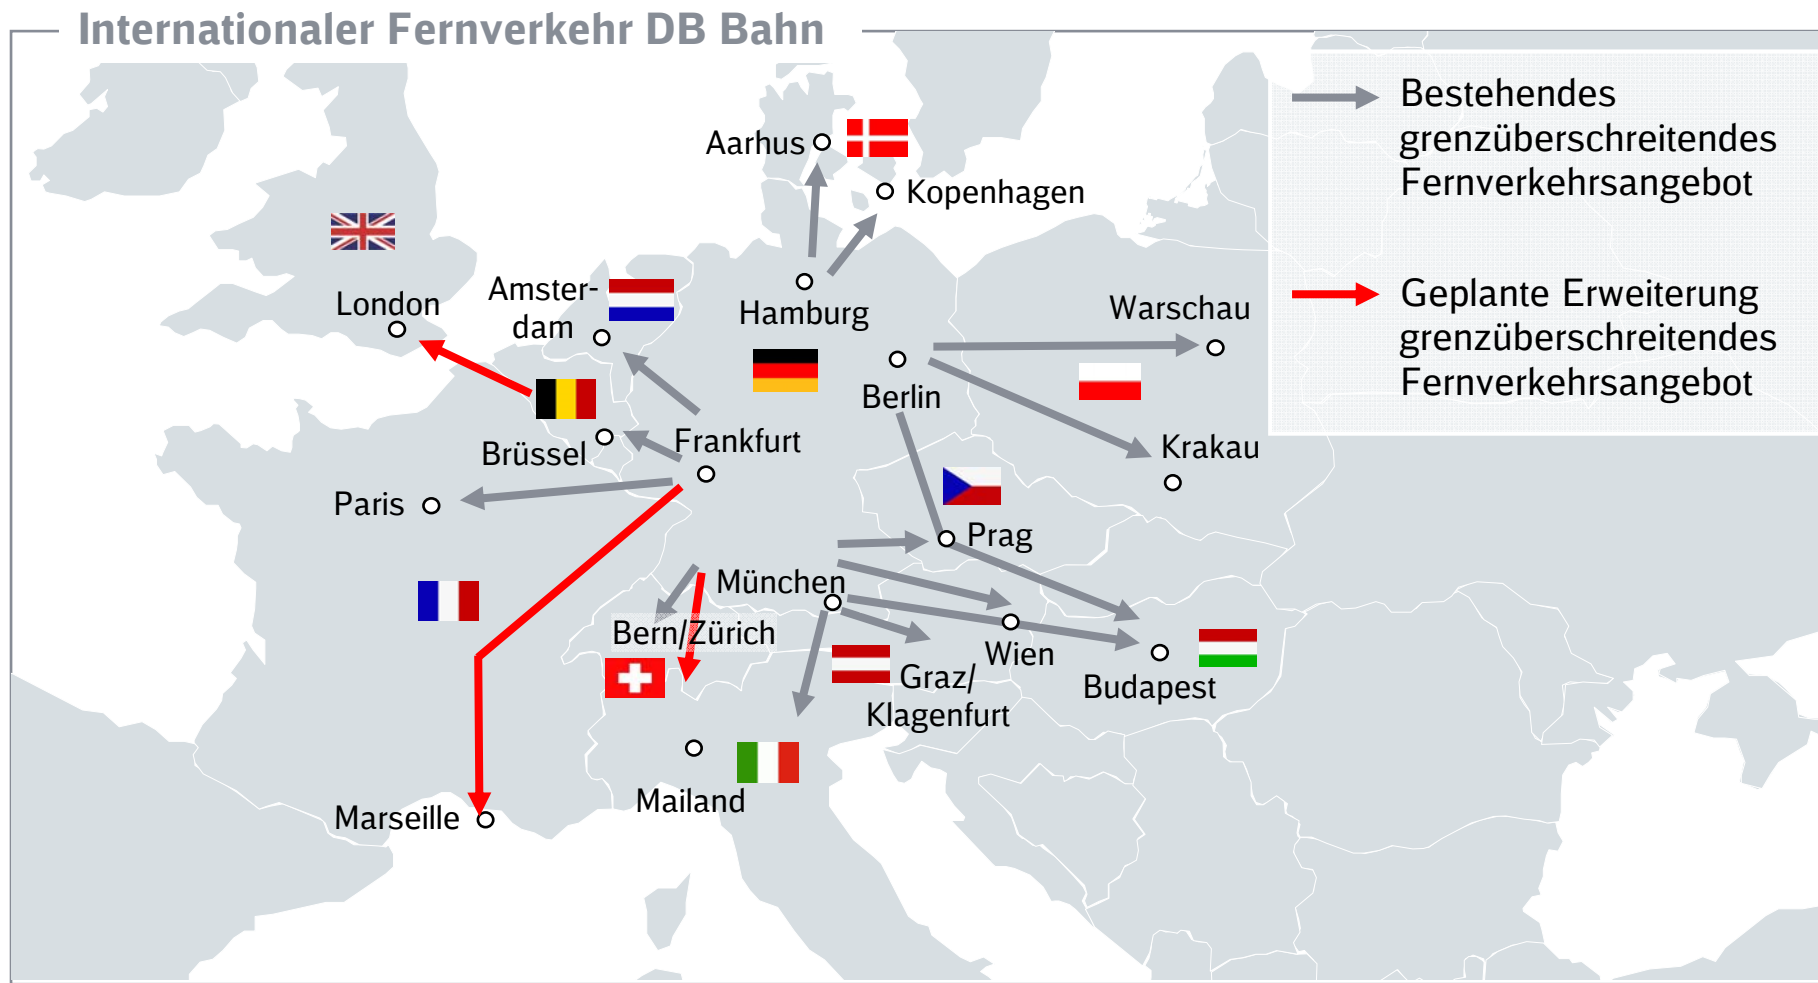 Internationaler Fernverkehr DB Bahn
Bestehendes
grenzüberschreitendes
Fernverkehrsangebot
Geplante Erweiterung
grenzüberschreitendes
Fernverkehrsangebot
Aarhus
Kopenhagen
Hamburg
London
Amster-
dam
Warschau
Berlin
Brüssel
Frankfurt
Krakau
Paris
Prag
München
Bern/Zürich
Wien
Graz/
Klagenfurt
Budapest
Mailand
Marseille